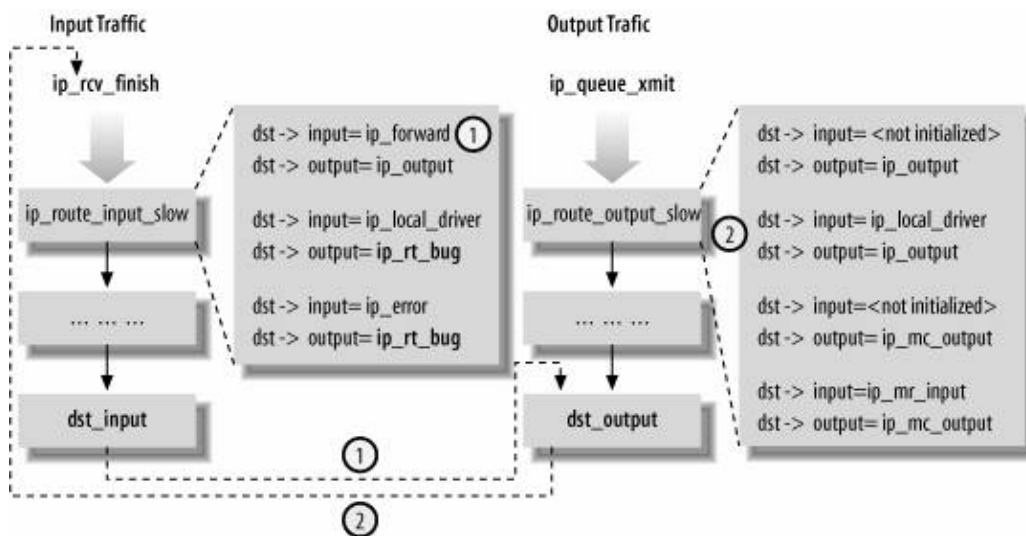 Input Traffic
ip_rcv_finish
ip_route_input_slow
... ... ...
dst_input
dst -> input= ip_forward 1
dst -> output= ip_output
dst -> input= ip_local_driver
dst -> output= ip_rt_bug
dst -> input= ip_error
dst -> output= ip_rt_bug
Output Trafic
ip_queue_xmit
ip_route_output_slow
2
... ... ...
dst_output
dst -> input= <not initialized>
dst -> output= ip_output
dst -> input= ip_local_driver
dst -> output= ip_output
dst -> input=<not initialized>
dst -> output= ip_mc_output
dst -> input=ip_mr_input
dst -> output= ip_mc_output
1
2